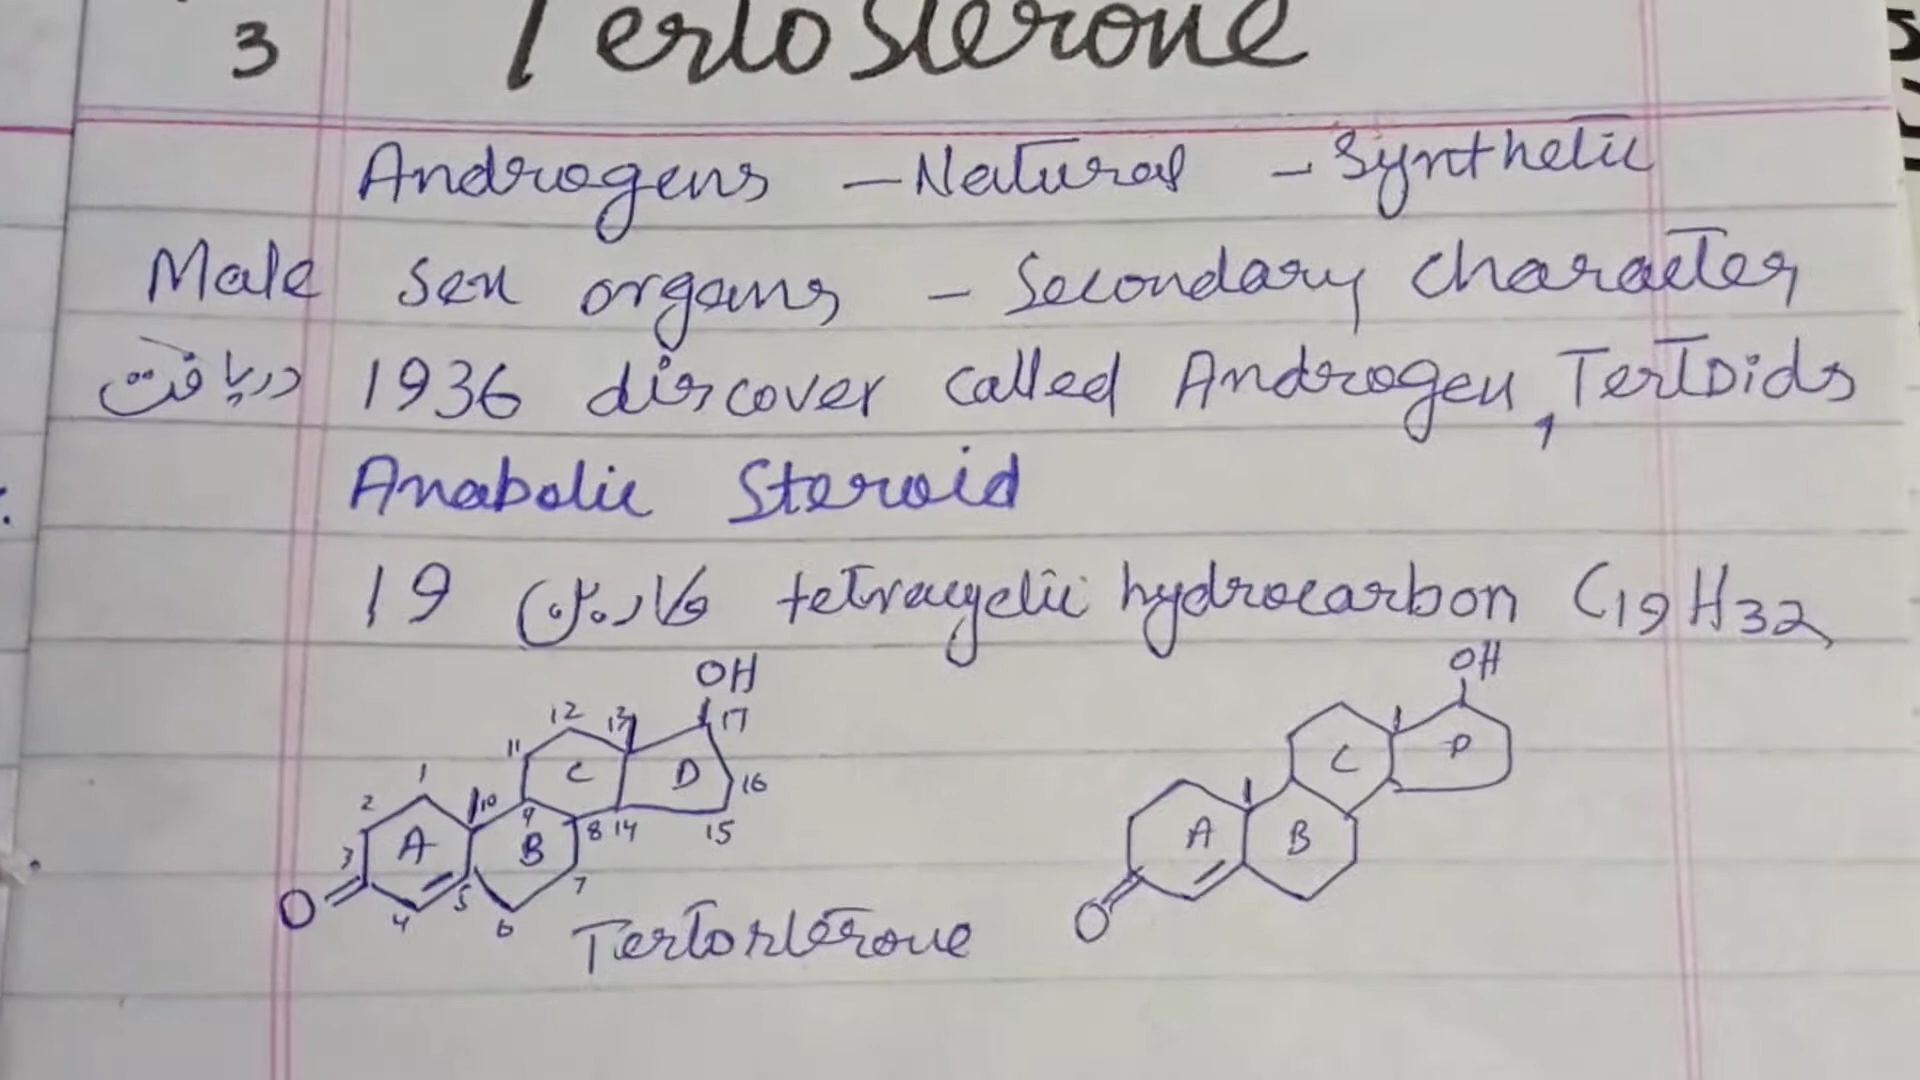 3 Testosterone
Androgens - Natural - Synthetic
Male sex organs - Secondary character
دریافت 1936 discover called Androgen, Testoids
Anabolic Steroid
19 کاربن tetracyclic hydrocarbon C19H32
OH OH
12 13 17
11 C D 16 C D
1 10
2 9 8 14 15
3 A B A B
O 4 5 6 7 O
Testosterone